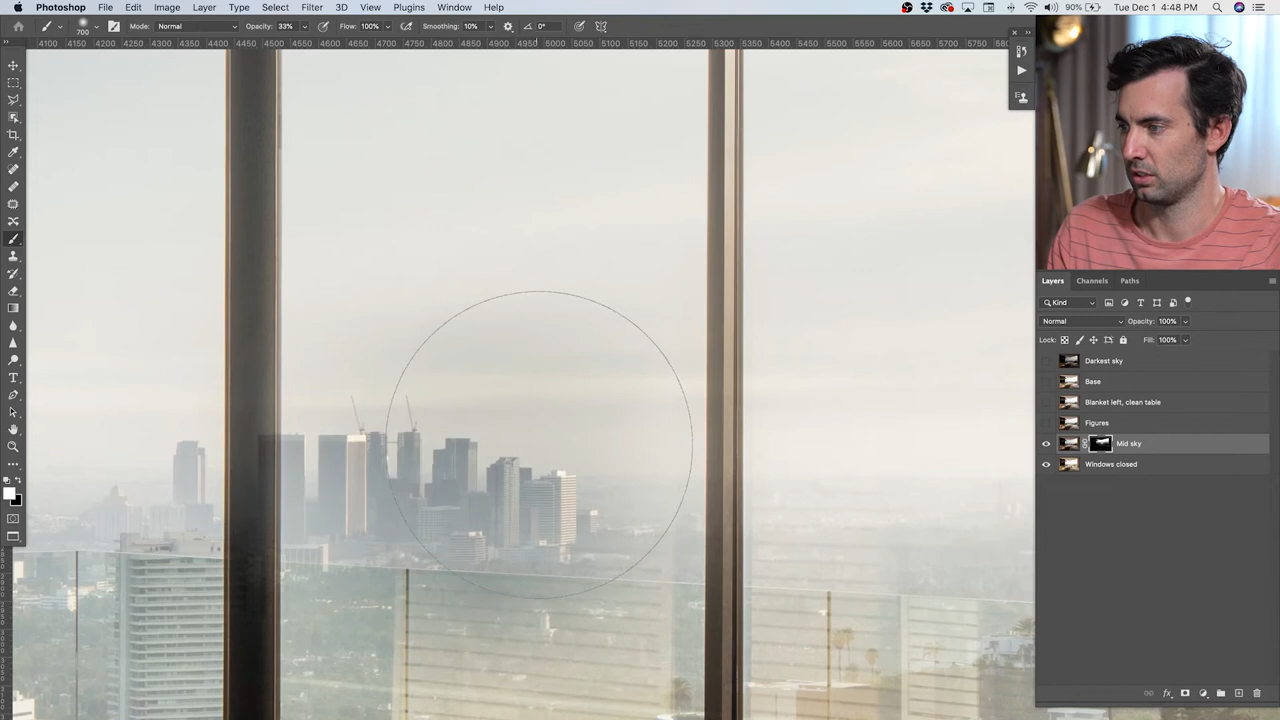 Photoshop File Edit Image Layer Type Select Filter 3D View Plugins Window Help 90% Tue Dec 1 4:48 PM
700 Mode: Normal Opacity: 33% Flow: 100% Smoothing: 10% 0°
4100 4150 4200 4250 4300 4350 4400 4450 4500 4550 4600 4650 4700 4750 4800 4850 4900 4950 5000 5050 5100 5150 5200 5250 5300 5350 5400 5450 5500 5550 5600 5650 5700 5750
Layers Channels Paths
Kind
Normal Opacity: 100%
Lock: Fill: 100%
Darkest sky
Base
Blanket left, clean table
Figures
Mid sky
Windows closed